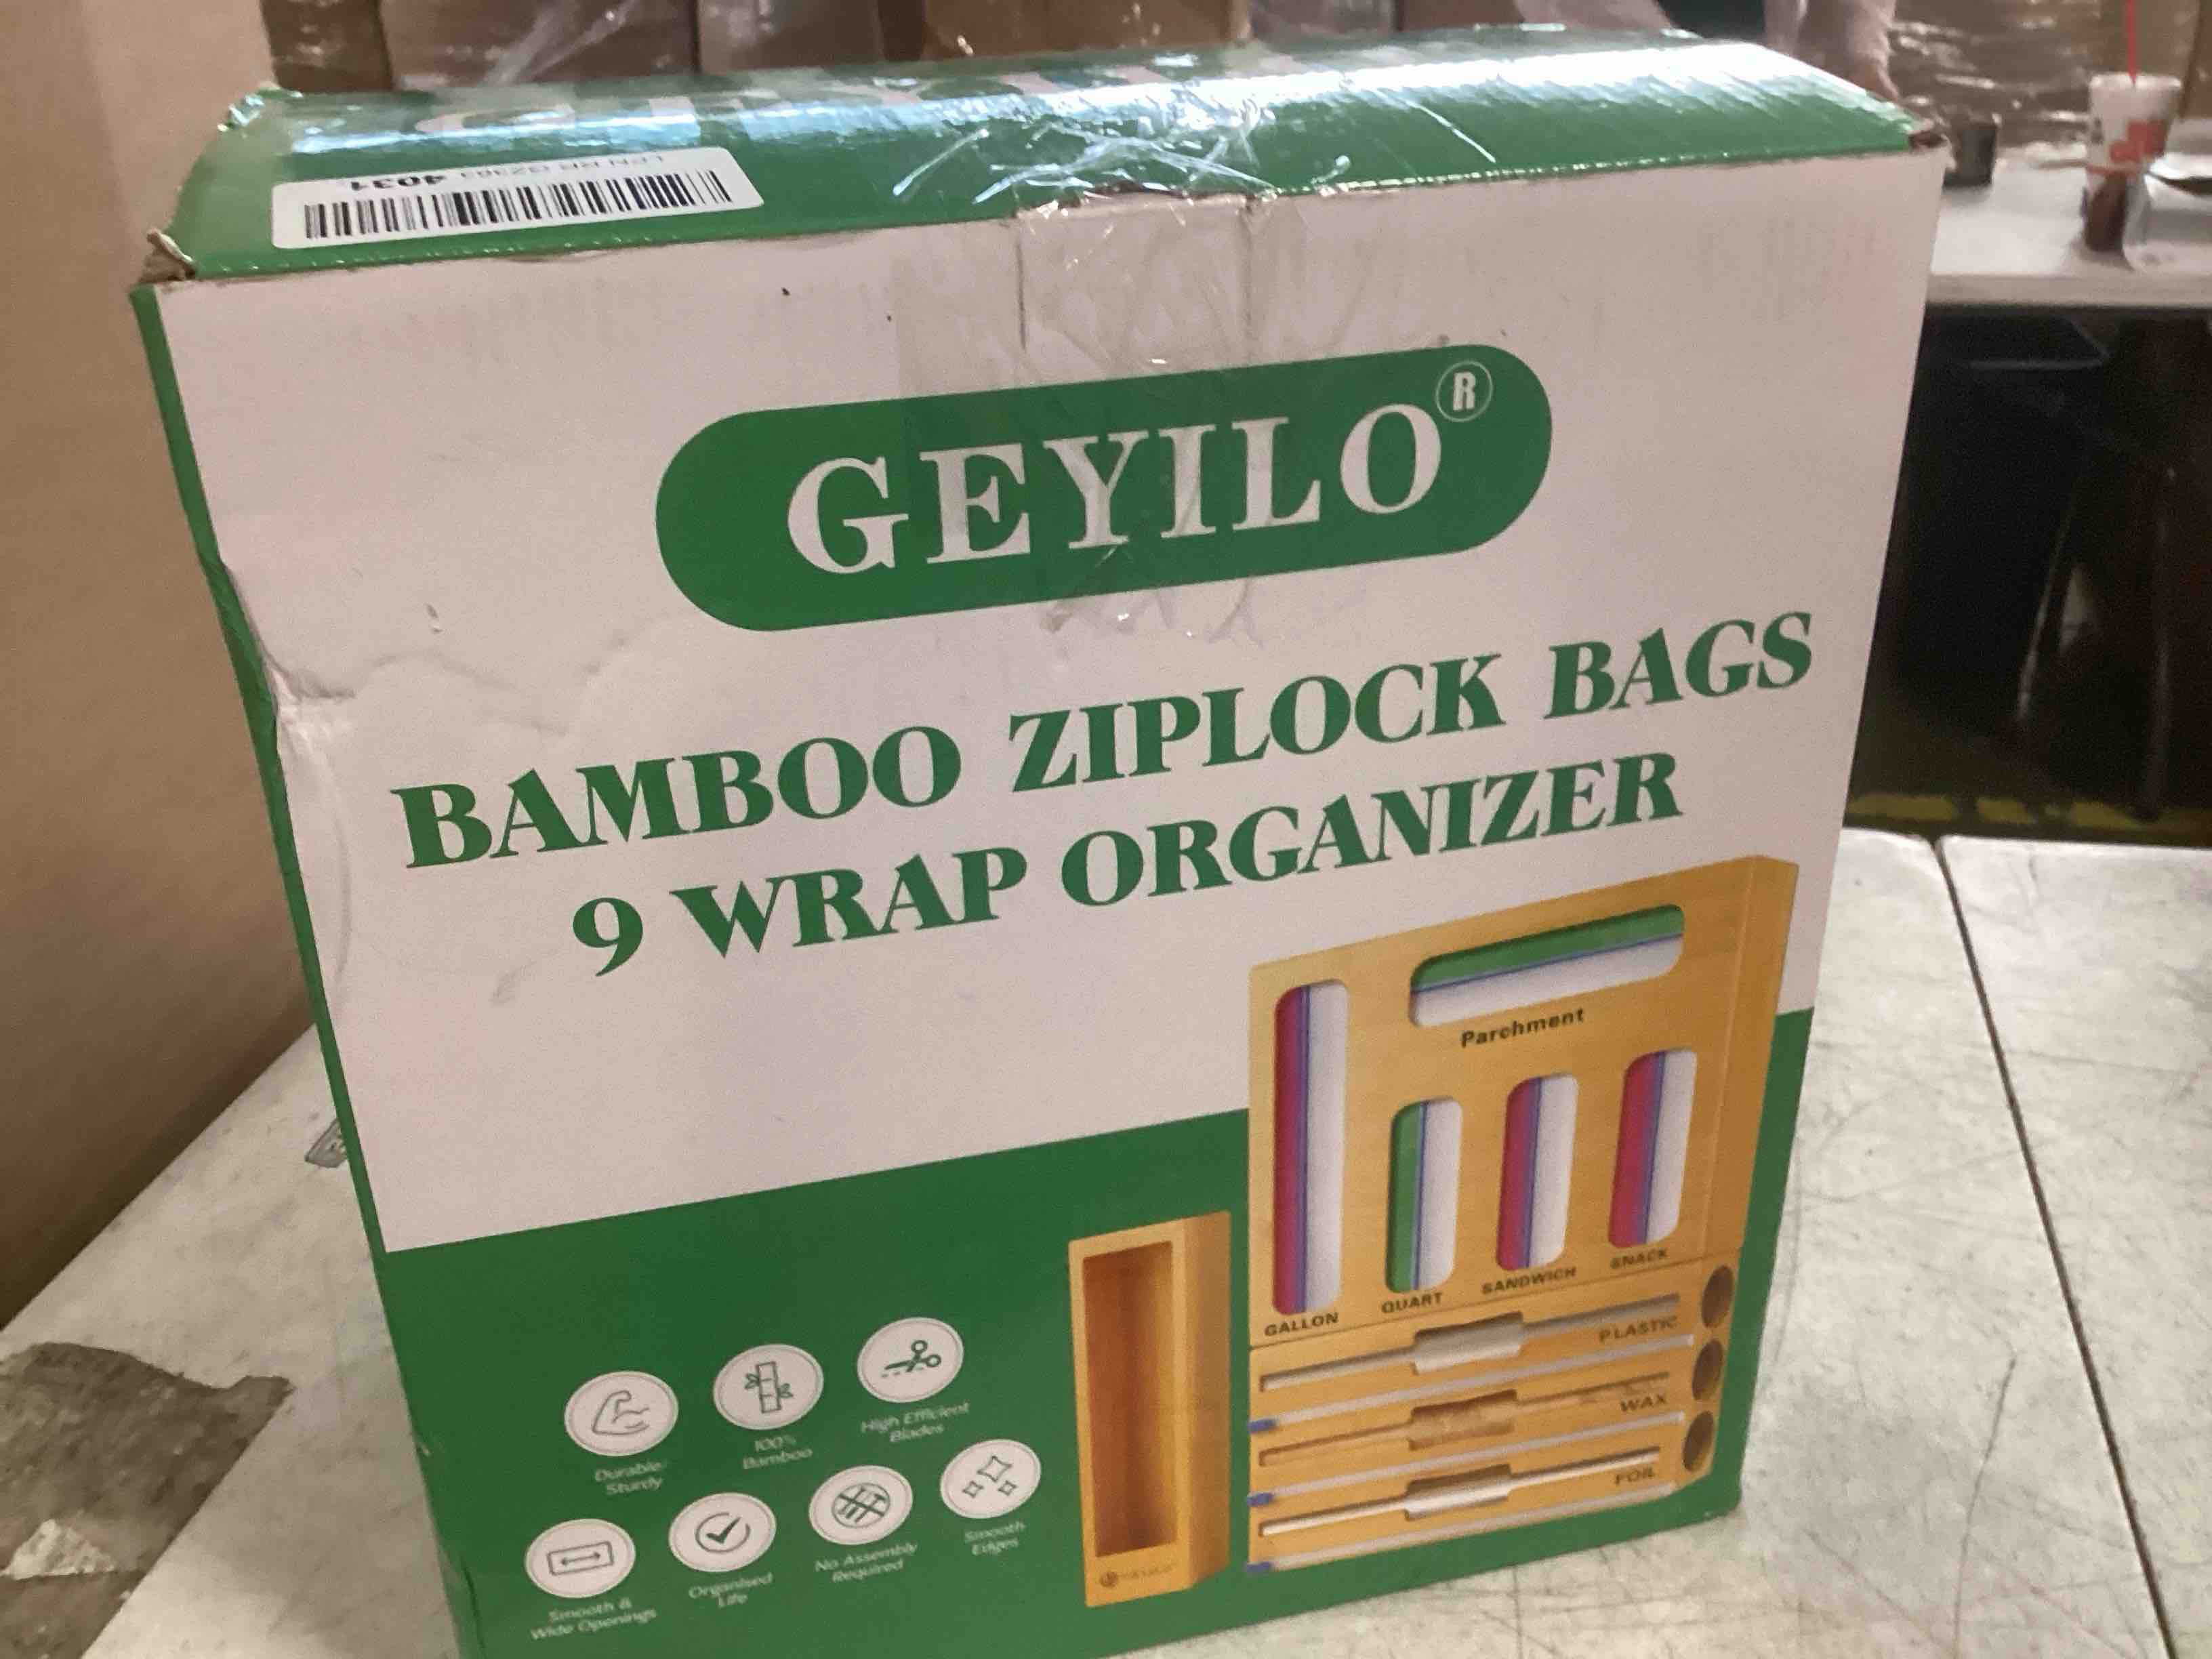 4031
GEYILO®
BAMBOO ZIPLOCK BAGS
9 WRAP ORGANIZER
Parchment
GALLON
QUART
SANDWICH
SNACK
PLASTIC
WAX
FOIL
Durable
Sturdy
100%
Bamboo
High Efficient
Blades
Smooth &
Wide Openings
Organised
Life
No Assembly
Required
Smooth
Edges